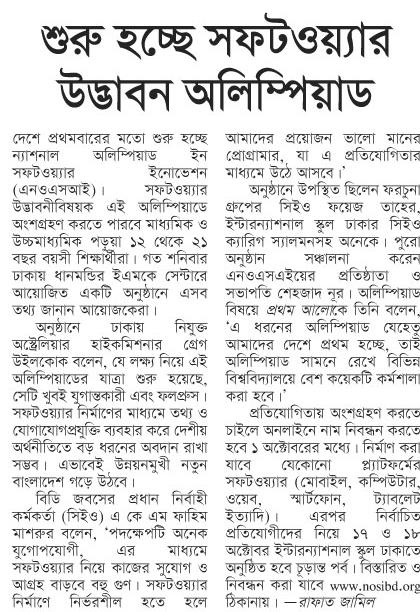 শুরু হচ্ছে সফটওয়্যার
উদ্ভাবন অলিম্পিয়াড
দেশে প্রথমবারের মতো শুরু হচ্ছে
ন্যাশনাল অলিম্পিয়াড ইন
সফটওয়্যার ইনোভেশন
(এনওএসআই)। সফটওয়্যার
উদ্ভাবনীবিষয়ক এই অলিম্পিয়াডে
অংশগ্রহণ করতে পারবে মাধ্যমিক ও
উচ্চমাধ্যমিক পড়ুয়া ১২ থেকে ২১
বছর বয়সী শিক্ষার্থীরা। গত শনিবার
ঢাকায় ধানমন্ডির ইএমকে সেন্টারে
আয়োজিত একটি অনুষ্ঠানে এসব
তথ্য জানান আয়োজকেরা।
অনুষ্ঠানে ঢাকায় নিযুক্ত
অস্ট্রেলিয়ার হাইকমিশনার গ্রেগ
উইলকোক বলেন, যে লক্ষ্য নিয়ে এই
অলিম্পিয়াডের যাত্রা শুরু হয়েছে,
সেটি খুবই যুগান্তকারী এবং ফলপ্রসূ।
সফটওয়্যার নির্মাণের মাধ্যমে তথ্য ও
যোগাযোগপ্রযুক্তি ব্যবহার করে দেশীয়
অর্থনীতিতে বড় ধরনের অবদান রাখা
সম্ভব। এভাবেই উন্নয়নমুখী নতুন
বাংলাদেশ গড়ে উঠবে।
বিডি জবসের প্রধান নির্বাহী
কর্মকর্তা (সিইও) এ কে এম ফাহিম
মাশরুর বলেন, ‘পদক্ষেপটি অনেক
যুগোপযোগী, এর মাধ্যমে
সফটওয়্যার নিয়ে কাজের সুযোগ ও
আগ্রহ বাড়বে বহু গুণ। সফটওয়্যার
নির্মানে নির্ভরশীল হতে হলে
আমাদের প্রয়োজন ভালো মানের
প্রোগ্রামার, যা এ প্রতিযোগিতার
মাধ্যমে উঠে আসবে।’
অনুষ্ঠানে উপস্থিত ছিলেন ফরচুনা
গ্রুপের সিইও ফয়েজ তাহের,
ইন্টারন্যাশনাল স্কুল ঢাকার সিইও
ক্যারিগ স্যালমনসহ অনেকে। পুরো
অনুষ্ঠান সঞ্চালনা করেন
এনওএসএইয়ের প্রতিষ্ঠাতা ও
সভাপতি শেহজাদ নূর। অলিম্পিয়াড
বিষয়ে প্রথম আলোকে তিনি বলেন,
‘এ ধরনের অলিম্পিয়াড যেহেতু
আমাদের দেশে প্রথম হচ্ছে, তাই
অলিম্পিয়াড সামনে রেখে বিভিন্ন
বিশ্ববিদ্যালয়ে বেশ কয়েকটি কর্মশালা
করা হবে।’
প্রতিযোগিতায় অংশগ্রহণ করতে
চাইলে অনলাইনে নাম নিবন্ধন করতে
হবে ১ অক্টোবরের মধ্যে। নির্মাণ করা
যাবে যেকোনো প্ল্যাটফর্মের
সফটওয়্যার (মোবাইল, কম্পিউটার,
ওয়েব, স্মার্টফোন, ট্যাবলেট
ইত্যাদি)। এরপর নির্বাচিত
প্রতিযোগীদের নিয়ে ১৭ ও ১৮
অক্টোবর ইন্টারন্যাশনাল স্কুল ঢাকাতে
অনুষ্ঠিত হবে চূড়ান্ত পর্ব। বিস্তারিত ও
নিবন্ধন করা যাবে www.nosibd.org
ঠিকানায়। —রাফাত জামিল